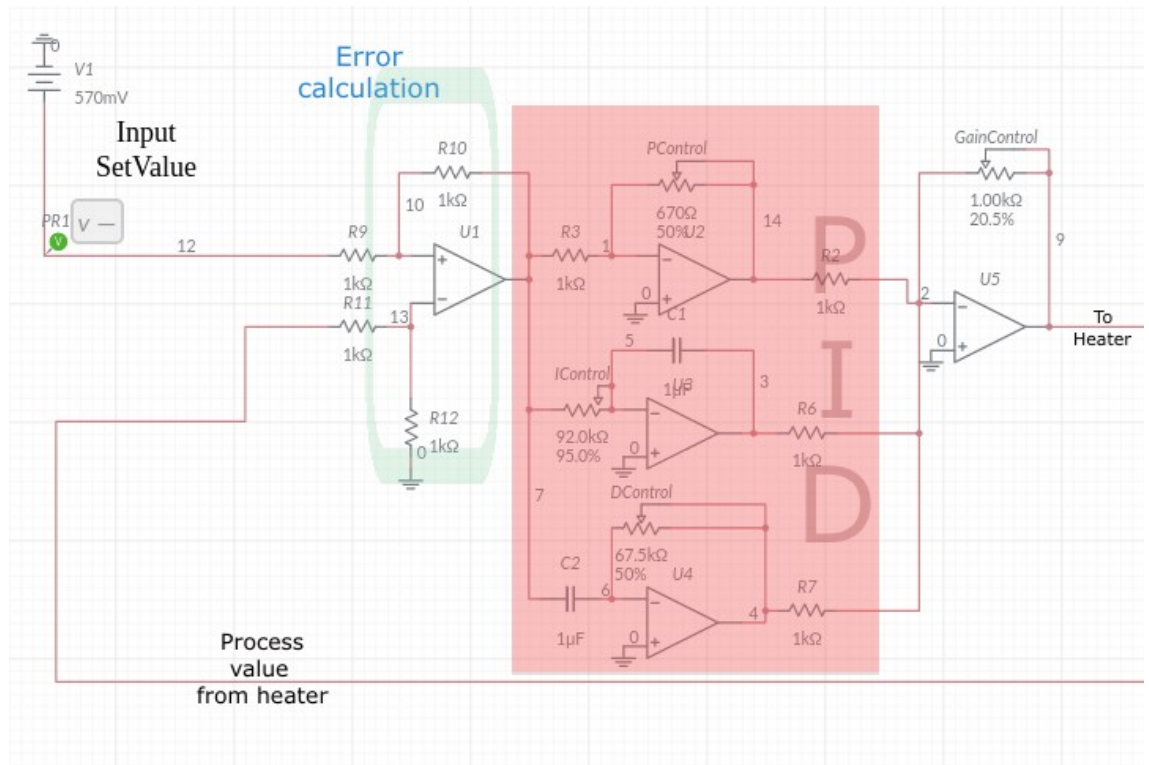 0
V1
570mV
Error
calculation
Input
SetValue
PR1
V
V —
12
R10
1kΩ
10
R9
1kΩ
U1
R11
1kΩ
13
R12
1kΩ
0
PControl
670Ω
50%
U2
14
R3
1kΩ
1
0
P
R2
1kΩ
C1
1μF
5
3
IControl
92.0kΩ
95.0%
U3
0
I
R6
1kΩ
7
DControl
67.5kΩ
50%
U4
C2
1μF
6
0
4
D
R7
1kΩ
GainControl
1.00kΩ
20.5%
9
2
U5
0
To
Heater
Process
value
from heater